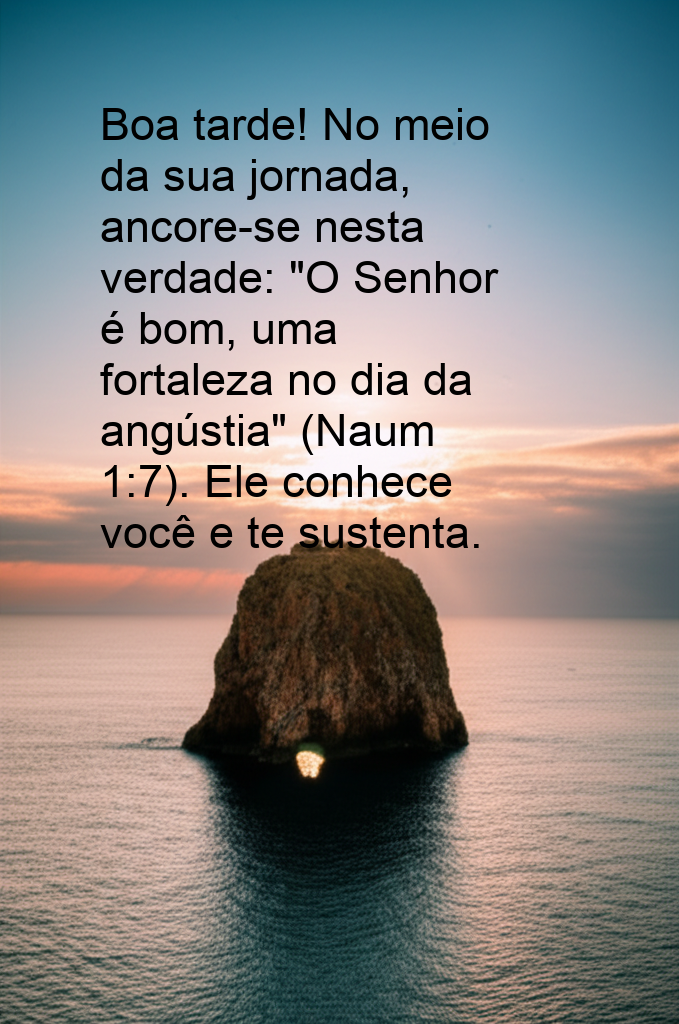 Boa tarde! No meio
da sua jornada,
ancore-se nesta
verdade: "O Senhor
é bom, uma
fortaleza no dia da
angústia" (Naum
1:7). Ele conhece
você e te sustenta.